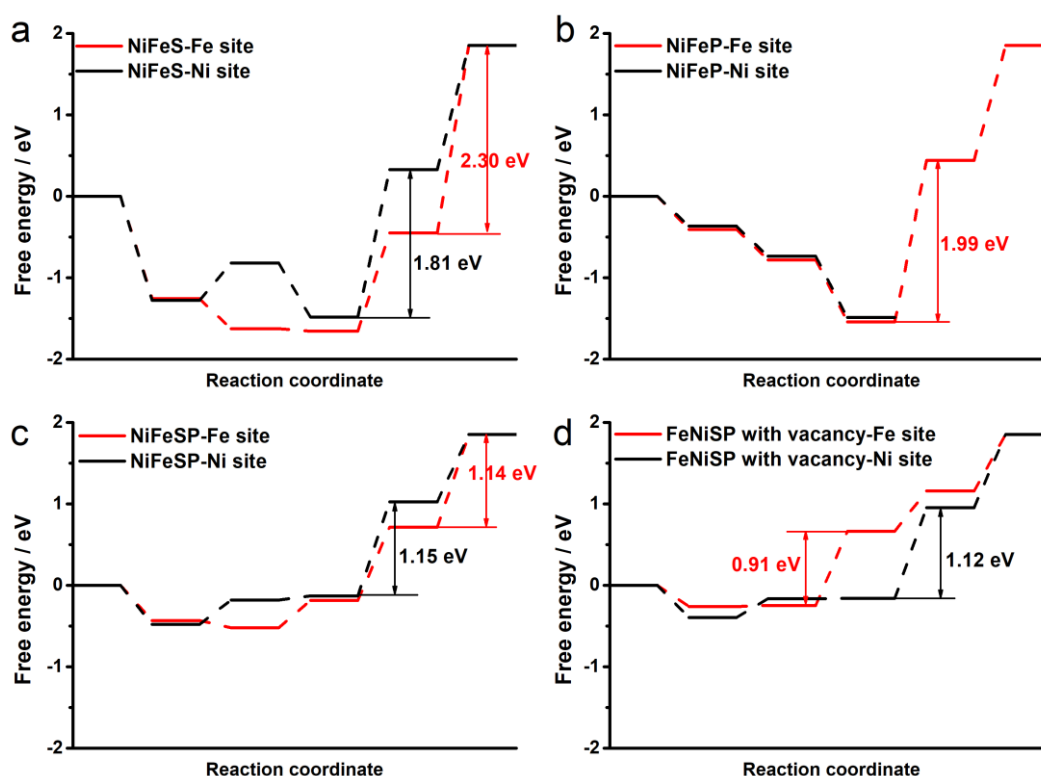 a
NiFeS-Fe site
NiFeS-Ni site
2
1
0
-1
-2
Free energy / eV
2.30 eV
1.81 eV
Reaction coordinate
b
NiFeP-Fe site
NiFeP-Ni site
2
1
0
-1
-2
Free energy / eV
1.99 eV
Reaction coordinate
c
NiFeSP-Fe site
NiFeSP-Ni site
2
1
0
-1
-2
Free energy / eV
1.14 eV
1.15 eV
Reaction coordinate
d
FeNiSP with vacancy-Fe site
FeNiSP with vacancy-Ni site
2
1
0
-1
-2
Free energy / eV
0.91 eV
1.12 eV
Reaction coordinate